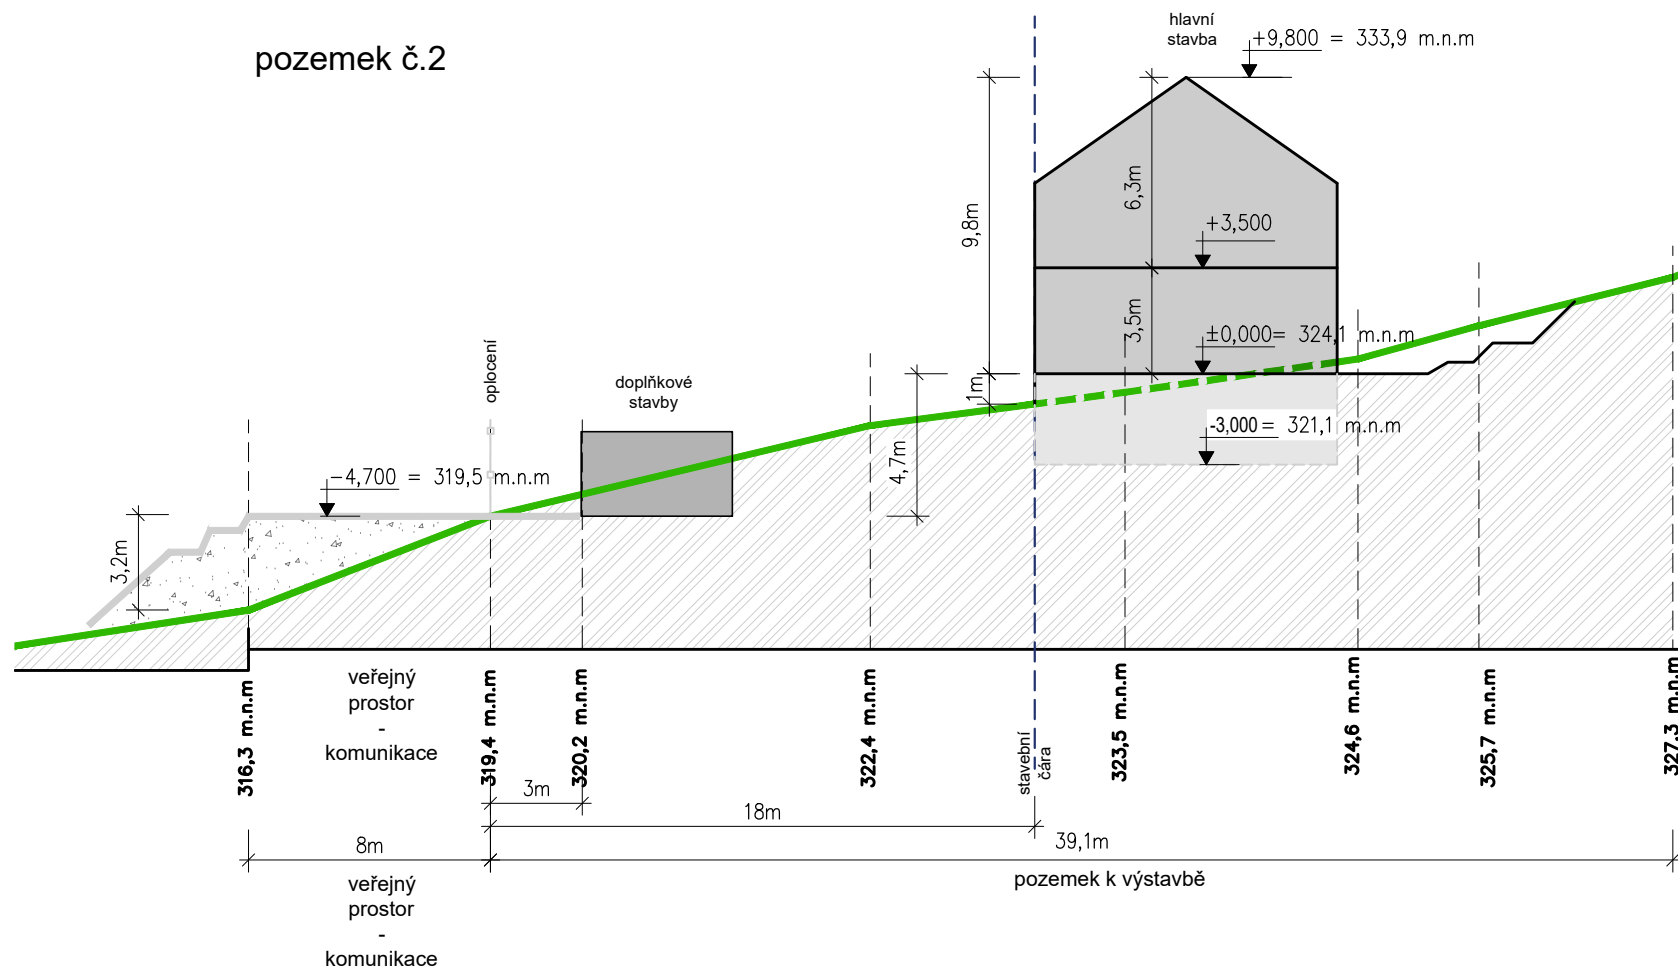 pozemek č.2
hlavní
stavba
+9,800 = 333,9 m.n.m
9,8m
6,3m
+3,500
3,5m
±0,000= 324,1 m.n.m
1m
-3,000= 321,1 m.n.m
4,7m
oplocení
doplňkové
stavby
-4,700 = 319,5 m.n.m
3,2m
316,3 m.n.m
veřejný
prostor
-
komunikace
319,4 m.n.m
320,2 m.n.m
322,4 m.n.m
stavební
čára
323,5 m.n.m
324,6 m.n.m
325,7 m.n.m
327,3 m.n.m
3m
18m
8m
39,1m
pozemek k výstavbě
veřejný
prostor
-
komunikace